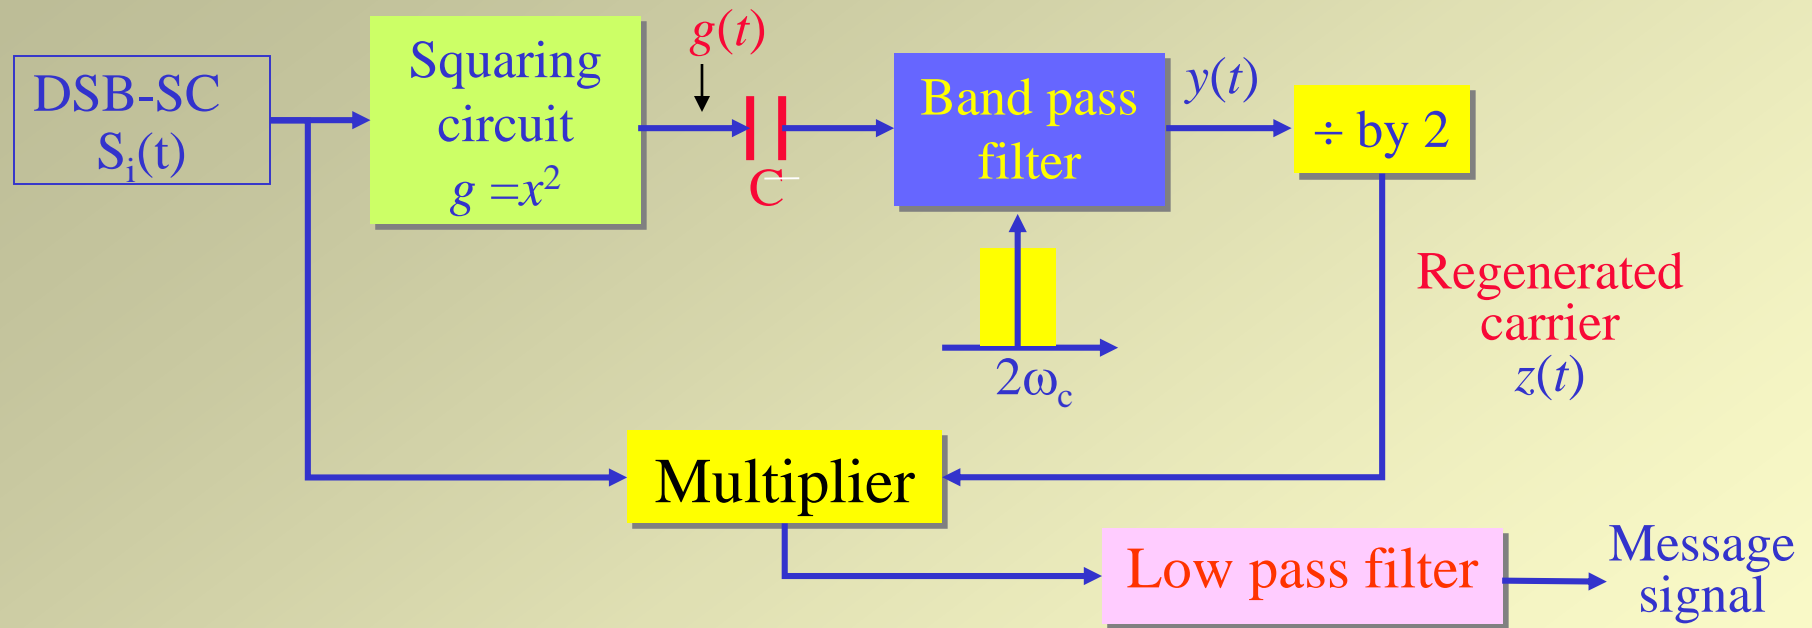 DSB-SC
Sᵢ(t)
Squaring
circuit
g =x²
g(t)
C
Band pass
filter
y(t)
÷ by 2
2ω꜀
Regenerated
carrier
z(t)
Multiplier
Low pass filter
Message
signal